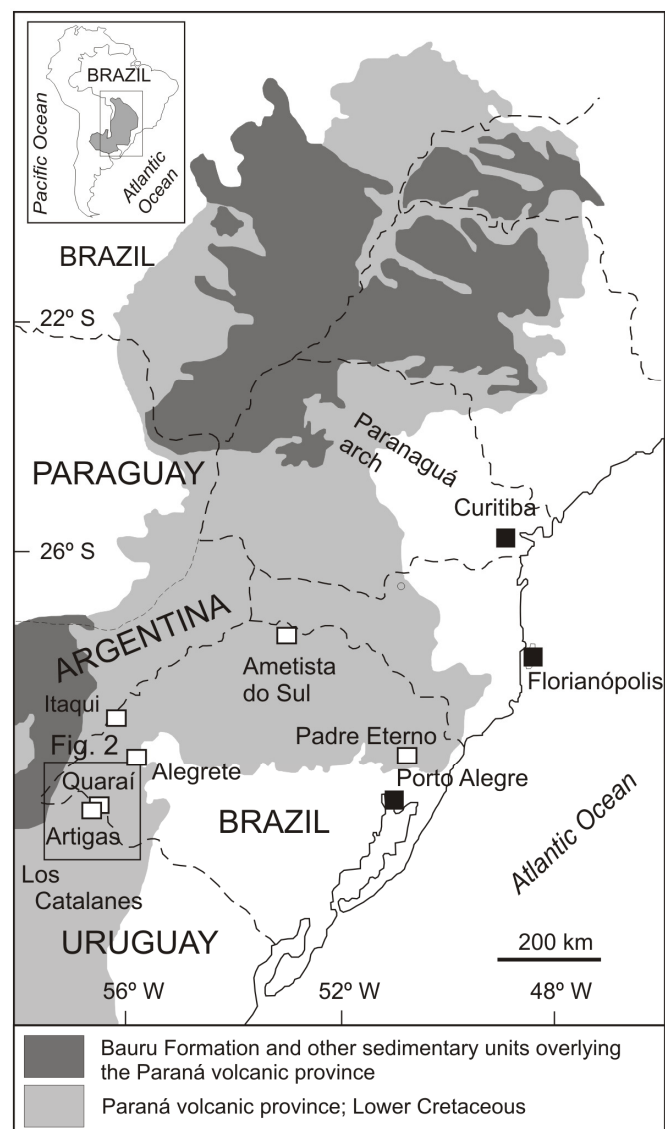 BRAZIL
Pacific Ocean
Atlantic
Ocean
BRAZIL
22º S
Paranaguá
arch
PARAGUAY
Curitiba
26º S
ARGENTINA
Ametista
do Sul
Florianópolis
Itaqui
Padre Eterno
Fig. 2
Alegrete
Quaraí
Porto Alegre
Artigas
BRAZIL
Atlantic Ocean
Los
Catalanes
URUGUAY
200 km
56º W
52º W
48º W
Bauru Formation and other sedimentary units overlying
the Paraná volcanic province
Paraná volcanic province; Lower Cretaceous